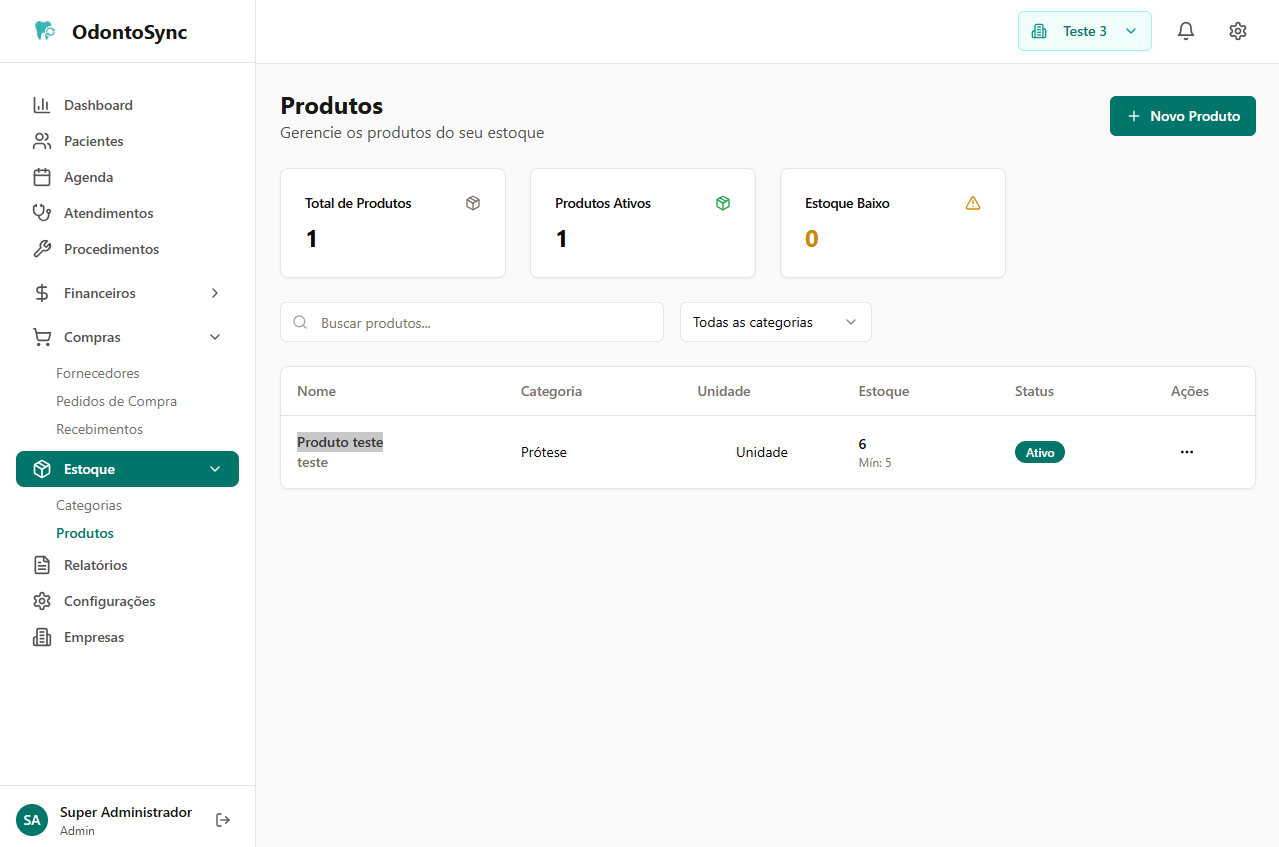 OdontoSync
Teste 3
Dashboard
Pacientes
Agenda
Atendimentos
Procedimentos
Financeiros
Compras
Fornecedores
Pedidos de Compra
Recebimentos
Estoque
Categorias
Produtos
Relatórios
Configurações
Empresas
SA
Super Administrador
Admin
Produtos
Gerencie os produtos do seu estoque
+ Novo Produto
Total de Produtos
1
Produtos Ativos
1
Estoque Baixo
0
Buscar produtos...
Todas as categorias
Nome Categoria Unidade Estoque Status Ações
Produto teste Prótese Unidade 6 Ativo ...
teste Mín: 5